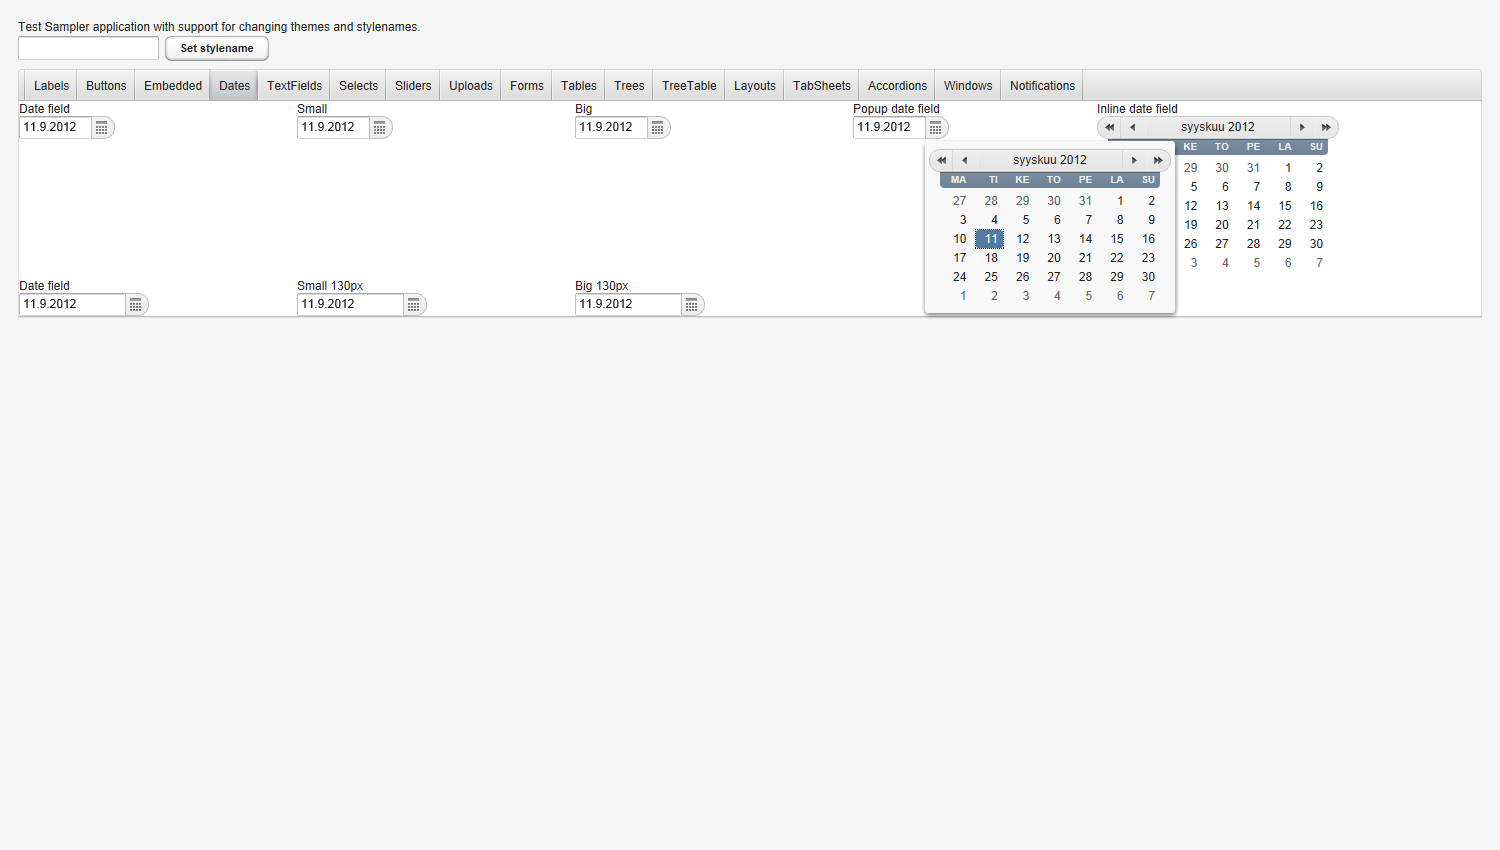 Test Sampler application with support for changing themes and stylenames.
Set stylename
Labels Buttons Embedded Dates TextFields Selects Sliders Uploads Forms Tables Trees TreeTable Layouts TabSheets Accordions Windows Notifications
Date field Small Big Popup date field Inline date field
11.9.2012 11.9.2012 11.9.2012 11.9.2012 syyskuu 2012
KE TO PE LA SU
29 30 31 1 2
5 6 7 8 9
12 13 14 15 16
19 20 21 22 23
26 27 28 29 30
3 4 5 6 7
syyskuu 2012
MA TI KE TO PE LA SU
27 28 29 30 31 1 2
3 4 5 6 7 8 9
10 11 12 13 14 15 16
17 18 19 20 21 22 23
24 25 26 27 28 29 30
1 2 3 4 5 6 7
Date field Small 130px Big 130px
11.9.2012 11.9.2012 11.9.2012